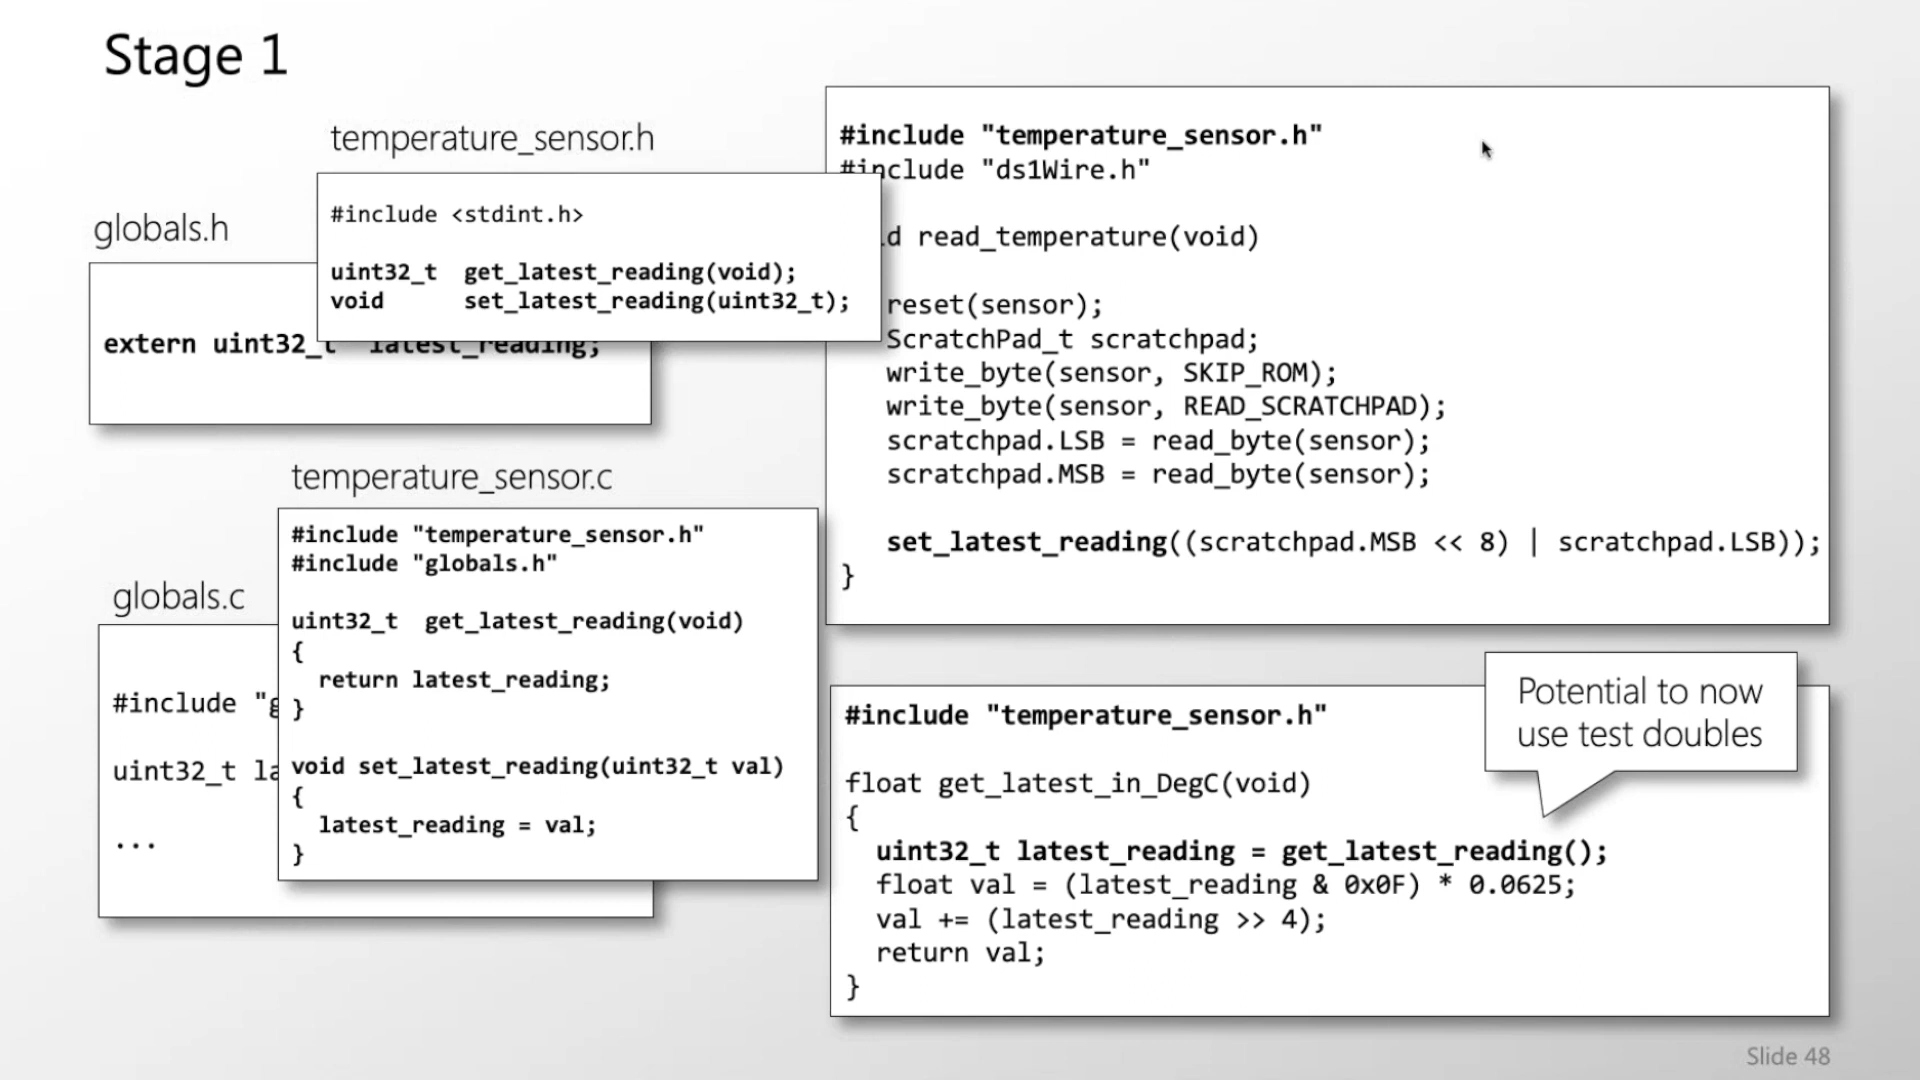 Stage 1
temperature_sensor.h
#include <stdint.h>
uint32_t get_latest_reading(void);
void set_latest_reading(uint32_t);
globals.h
extern uint32_t latest_reading;
temperature_sensor.c
#include "temperature_sensor.h"
#include "globals.h"
uint32_t get_latest_reading(void)
{
return latest_reading;
}
void set_latest_reading(uint32_t val)
{
latest_reading = val;
}
globals.c
#include "g
uint32_t la
...
#include "temperature_sensor.h"
#include "ds1Wire.h"
d read_temperature(void)
reset(sensor);
ScratchPad_t scratchpad;
write_byte(sensor, SKIP_ROM);
write_byte(sensor, READ_SCRATCHPAD);
scratchpad.LSB = read_byte(sensor);
scratchpad.MSB = read_byte(sensor);
set_latest_reading((scratchpad.MSB << 8) | scratchpad.LSB));
}
Potential to now
use test doubles
#include "temperature_sensor.h"
float get_latest_in_DegC(void)
{
uint32_t latest_reading = get_latest_reading();
float val = (latest_reading & 0x0F) * 0.0625;
val += (latest_reading >> 4);
return val;
}
Slide 48